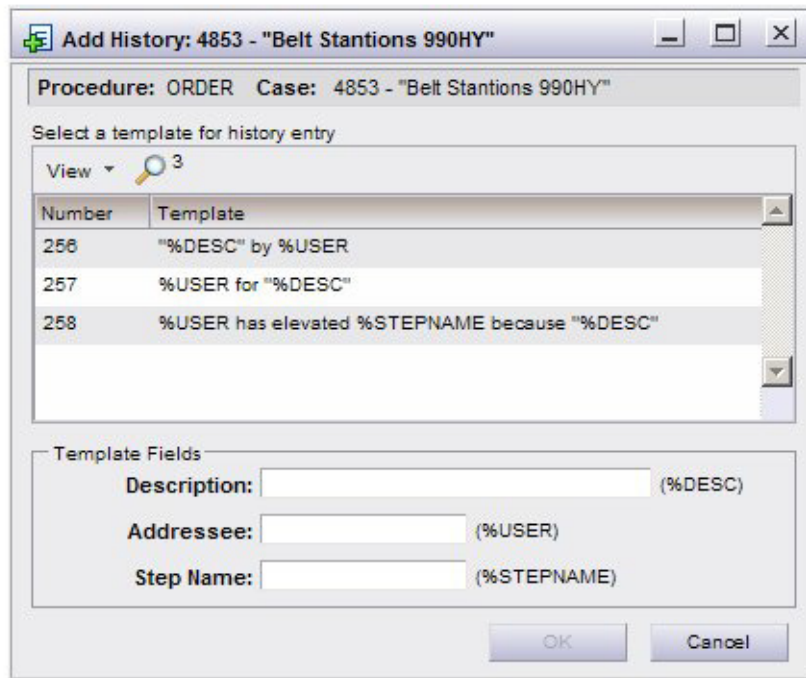 Add History: 4853 - "Belt Stantions 990HY"
Procedure: ORDER Case: 4853 - "Belt Stantions 990HY"
Select a template for history entry
View 3
Number Template
256 "%DESC" by %USER
257 %USER for "%DESC"
258 %USER has elevated %STEPNAME because "%DESC"
Template Fields
Description: (%DESC)
Addressee: (%USER)
Step Name: (%STEPNAME)
OK Cancel